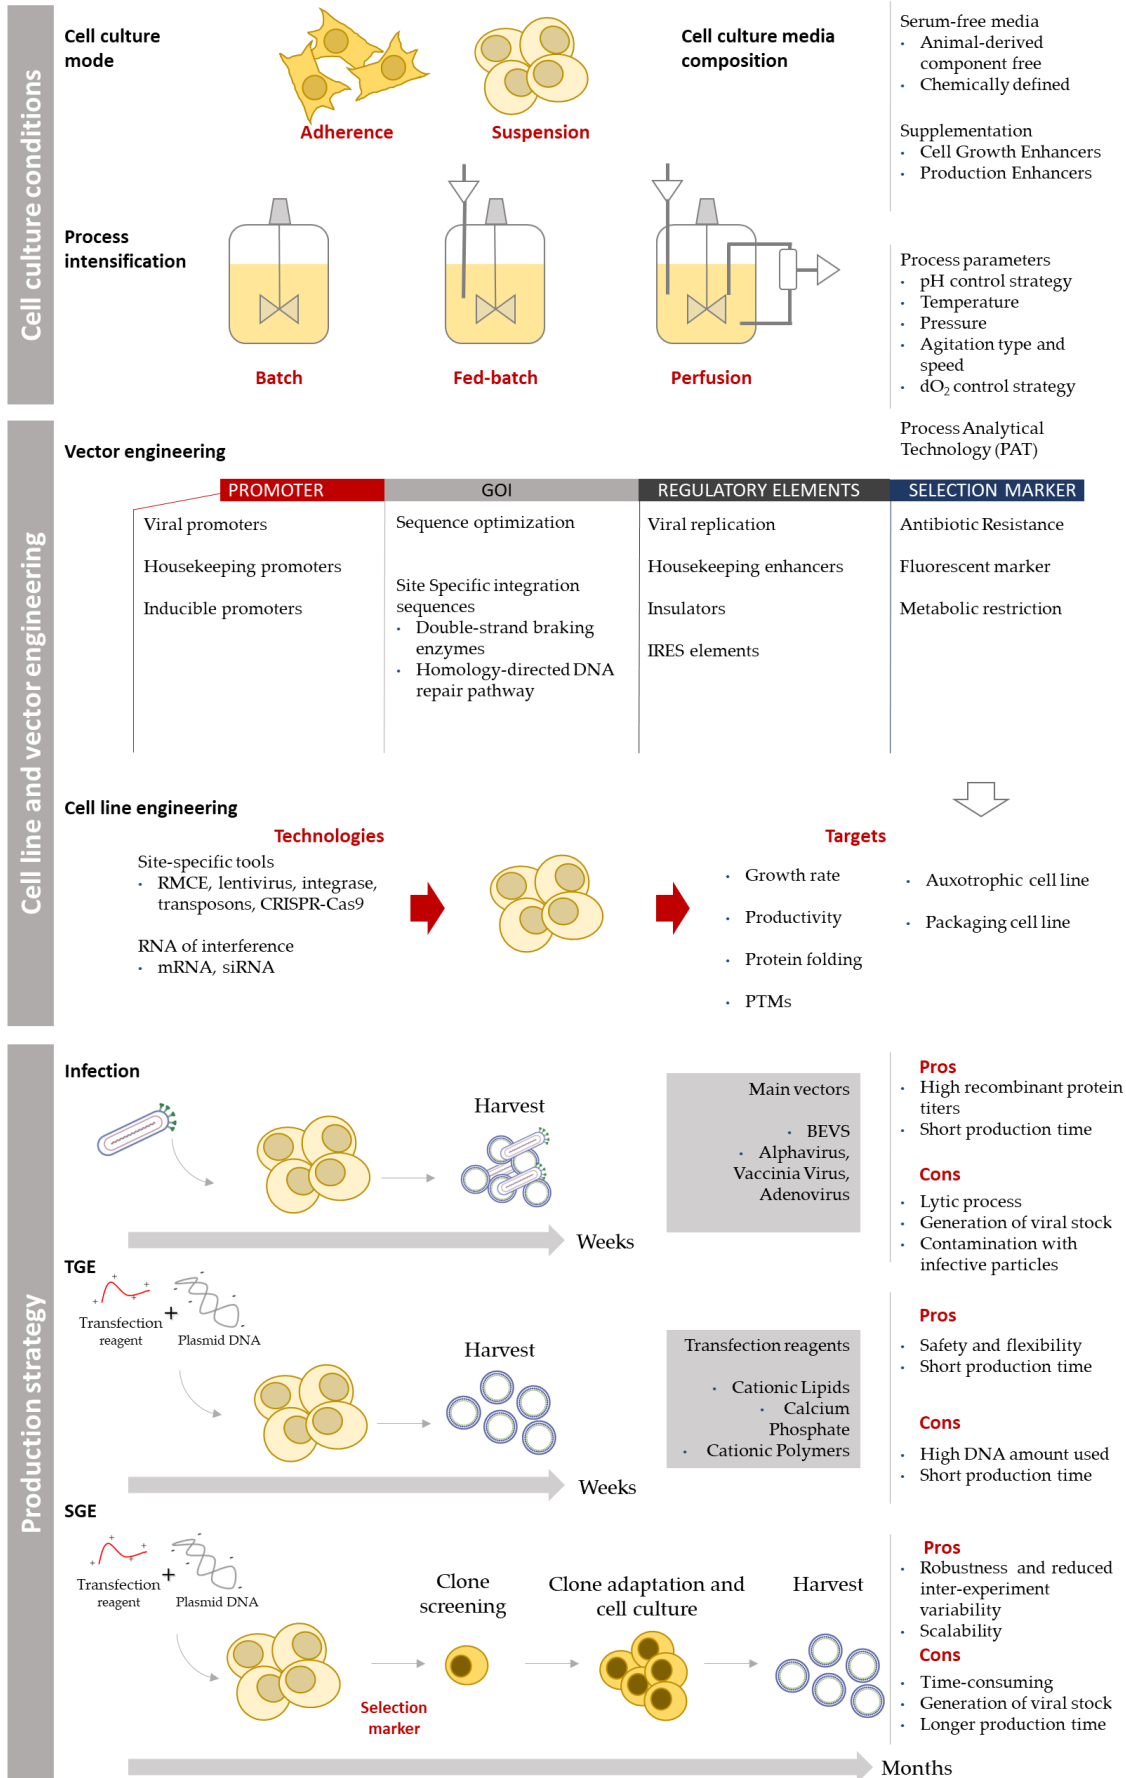 Cell culture conditions
Cell culture
mode
Adherence
Suspension
Cell culture media
composition
Serum-free media
• Animal-derived
component free
• Chemically defined
Supplementation
• Cell Growth Enhancers
• Production Enhancers
Process
intensification
Batch
Fed-batch
Perfusion
Process parameters
• pH control strategy
• Temperature
• Pressure
• Agitation type and
speed
• dO₂ control strategy
Process Analytical
Technology (PAT)
Cell line and vector engineering
Vector engineering
PROMOTER
Viral promoters
Housekeeping promoters
Inducible promoters
GOI
Sequence optimization
Site Specific integration
sequences
• Double-strand braking
enzymes
• Homology-directed DNA
repair pathway
REGULATORY ELEMENTS
Viral replication
Housekeeping enhancers
Insulators
IRES elements
SELECTION MARKER
Antibiotic Resistance
Fluorescent marker
Metabolic restriction
Cell line engineering
Technologies
Site-specific tools
• RMCE, lentivirus, integrase,
transposons, CRISPR-Cas9
RNA of interference
• mRNA, siRNA
Targets
• Growth rate
• Productivity
• Protein folding
• PTMs
• Auxotrophic cell line
• Packaging cell line
Production strategy
Infection
Harvest
Weeks
Main vectors
• BEVS
• Alphavirus,
Vaccinia Virus,
Adenovirus
Pros
• High recombinant protein
titers
• Short production time
Cons
• Lytic process
• Generation of viral stock
• Contamination with
infective particles
TGE
Transfection
reagent
+
Plasmid DNA
Harvest
Weeks
Transfection reagents
• Cationic Lipids
• Calcium
Phosphate
• Cationic Polymers
Pros
• Safety and flexibility
• Short production time
Cons
• High DNA amount used
• Short production time
SGE
Transfection
reagent
+
Plasmid DNA
Selection
marker
Clone
screening
Clone adaptation and
cell culture
Harvest
Months
Pros
• Robustness and reduced
inter-experiment
variability
• Scalability
Cons
• Time-consuming
• Generation of viral stock
• Longer production time